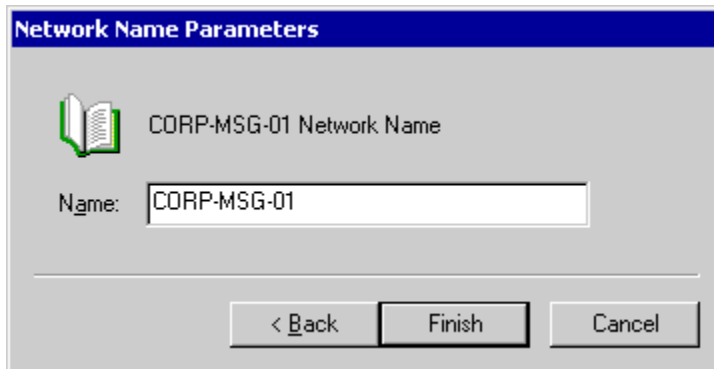 Network Name Parameters
CORP-MSG-01 Network Name
Name: CORP-MSG-01
< Back Finish Cancel